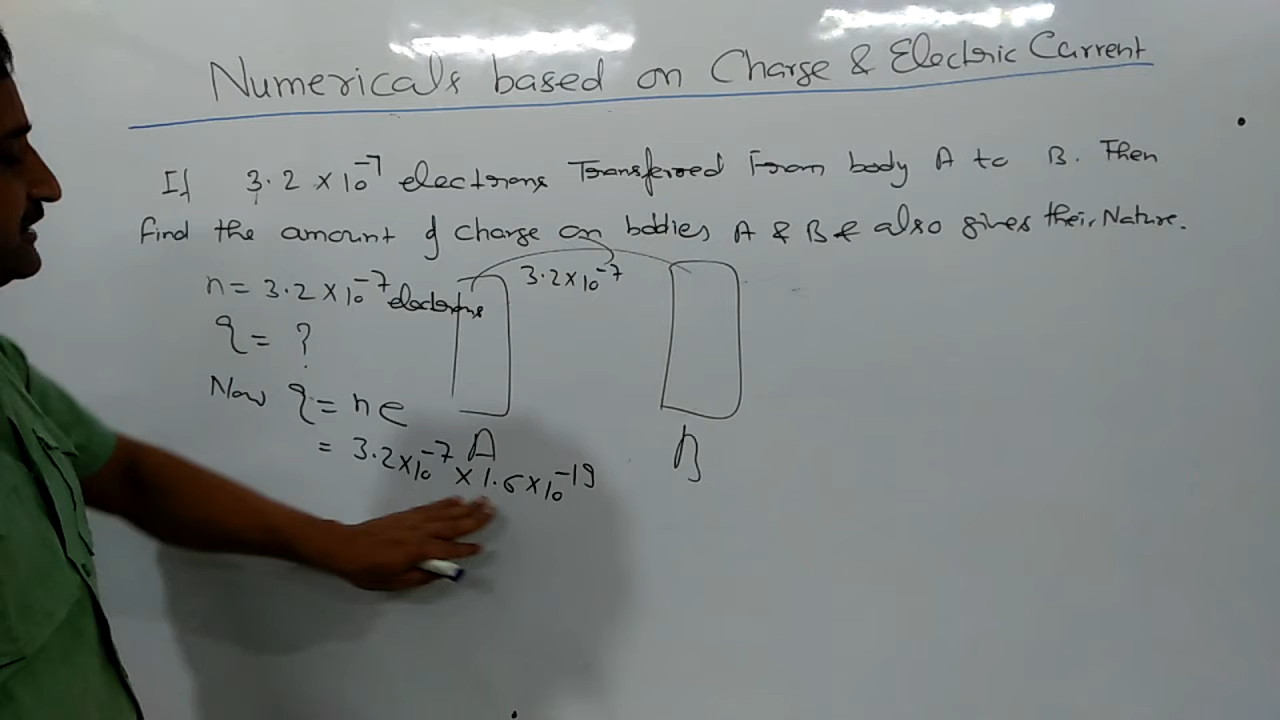 Numericals based on Charge & Electric Current
If 3.2 × 10⁻⁷ electrons Transferred From body A to B. Then
find the amount of charge on bodies A & B & also gives their Nature.
n = 3.2 × 10⁻⁷ electrons
3.2×10⁻⁷
q = ?
Now q = ne
= 3.2×10⁻⁷ × 1.6×10⁻¹⁹
A
B